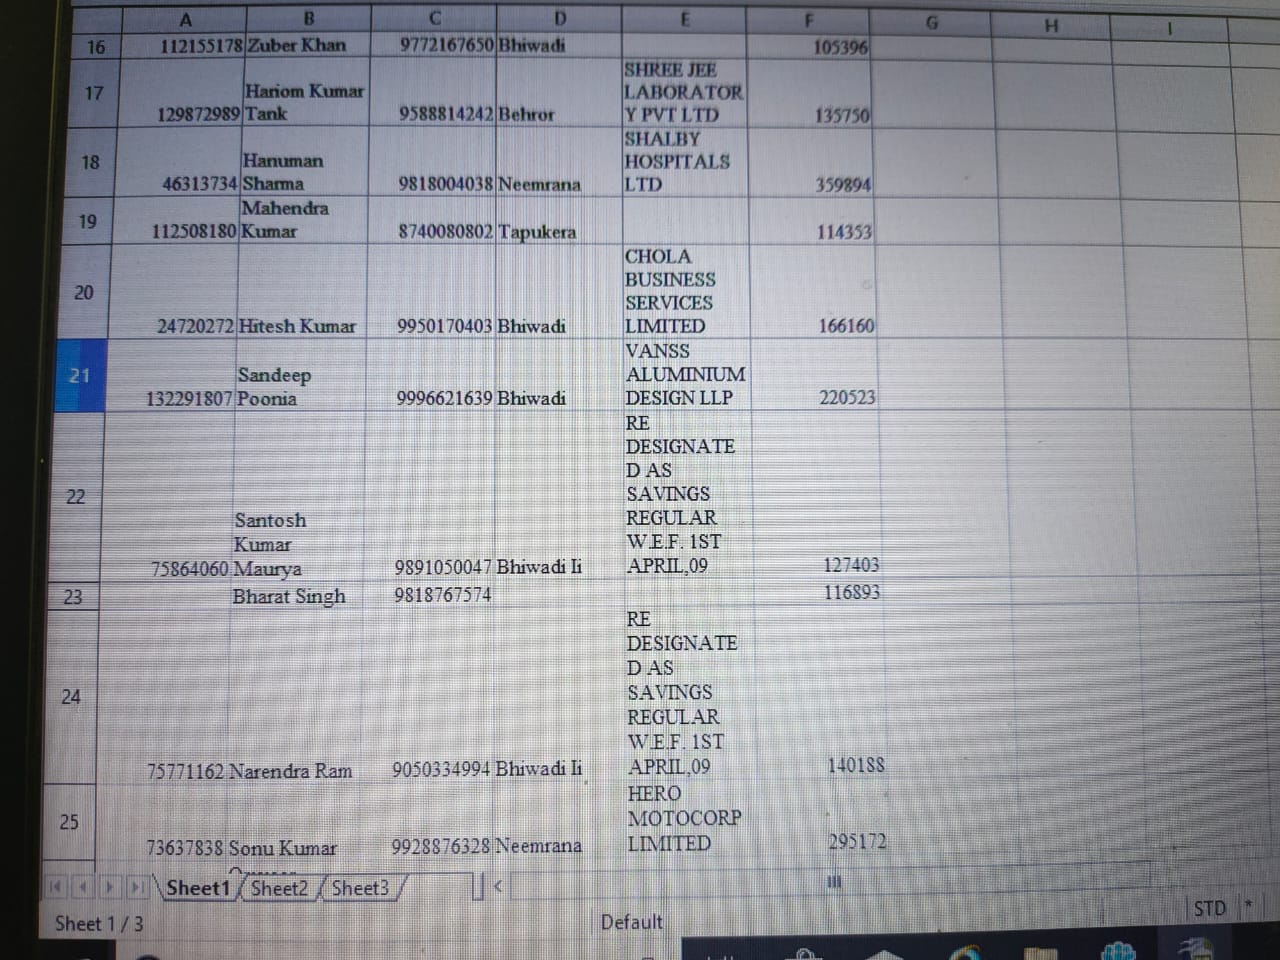 A B C D E F G H I
16 112155178 Zuber Khan 9772167650 Bhiwadi 105396
SHREE JEE
17 Hariom Kumar LABORATOR
129872989 Tank 9588814242 Behror Y PVT LTD 135750
SHALBY
18 Hanuman HOSPITALS
46313734 Sharma 9818004038 Neemrana LTD 359894
19 Mahendra
112508180 Kumar 8740080802 Tapukera 114353
CHOLA
BUSINESS
20 SERVICES
24720272 Hitesh Kumar 9950170403 Bhiwadi LIMITED 166160
VANSS
21 Sandeep ALUMINIUM
132291807 Poonia 9996621639 Bhiwadi DESIGN LLP 220523
RE
DESIGNATE
D AS
22 SAVINGS
Santosh REGULAR
Kumar W.E.F. 1ST
75864060 Maurya 9891050047 Bhiwadi Ii APRIL,09 127403
23 Bharat Singh 9818767574 116893
RE
DESIGNATE
D AS
24 SAVINGS
REGULAR
W.E.F. 1ST
75771162 Narendra Ram 9050334994 Bhiwadi Ii APRIL,09 140188
HERO
25 MOTOCORP
73637838 Sonu Kumar 9928876328 Neemrana LIMITED 295172
Sheet1 Sheet2 Sheet3
Sheet 1 / 3 Default STD *